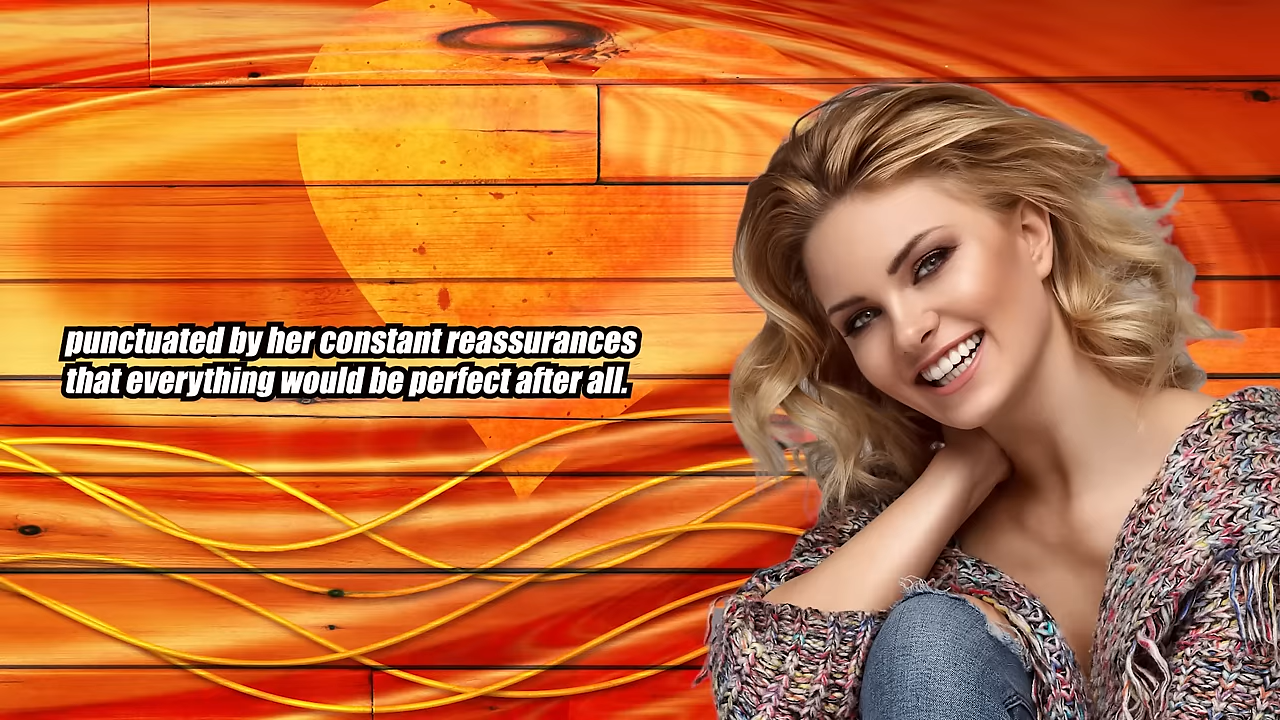 punctuated by her constant reassurances
that everything would be perfect after all.